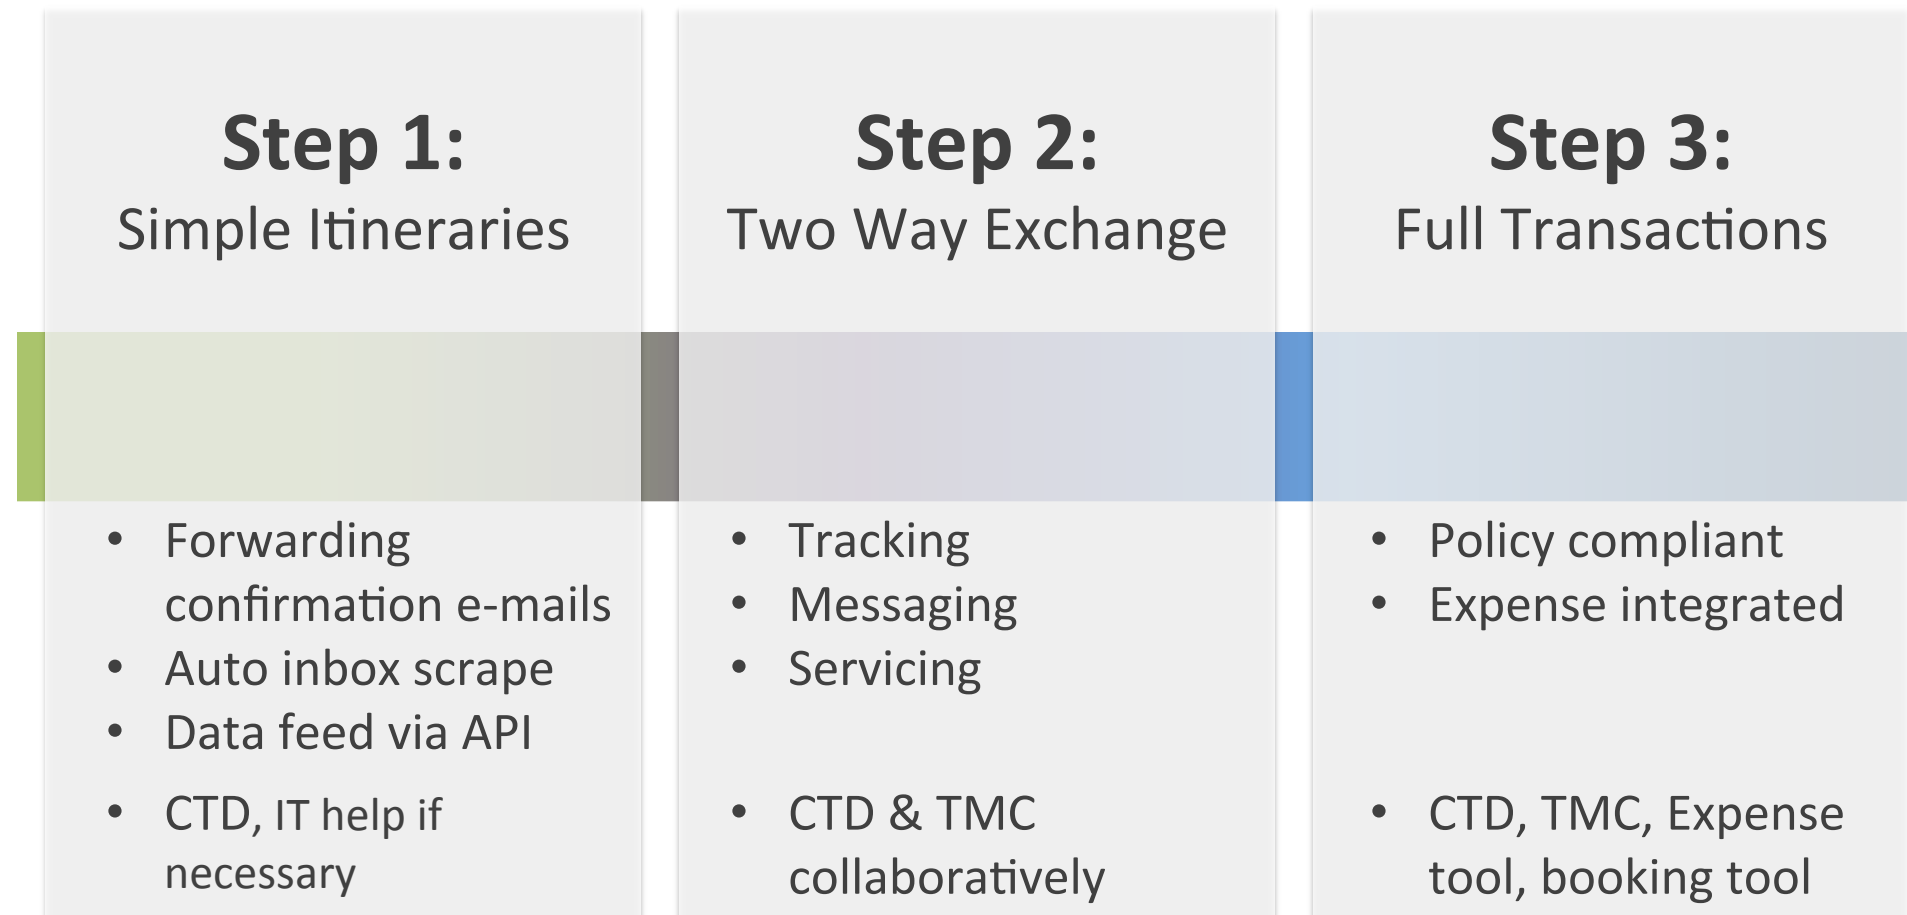 Step 1:
Simple Itineraries
• Forwarding
confirmation e-mails
• Auto inbox scrape
• Data feed via API
• CTD, IT help if
necessary
Step 2:
Two Way Exchange
• Tracking
• Messaging
• Servicing
• CTD & TMC
collaboratively
Step 3:
Full Transactions
• Policy compliant
• Expense integrated
• CTD, TMC, Expense
tool, booking tool